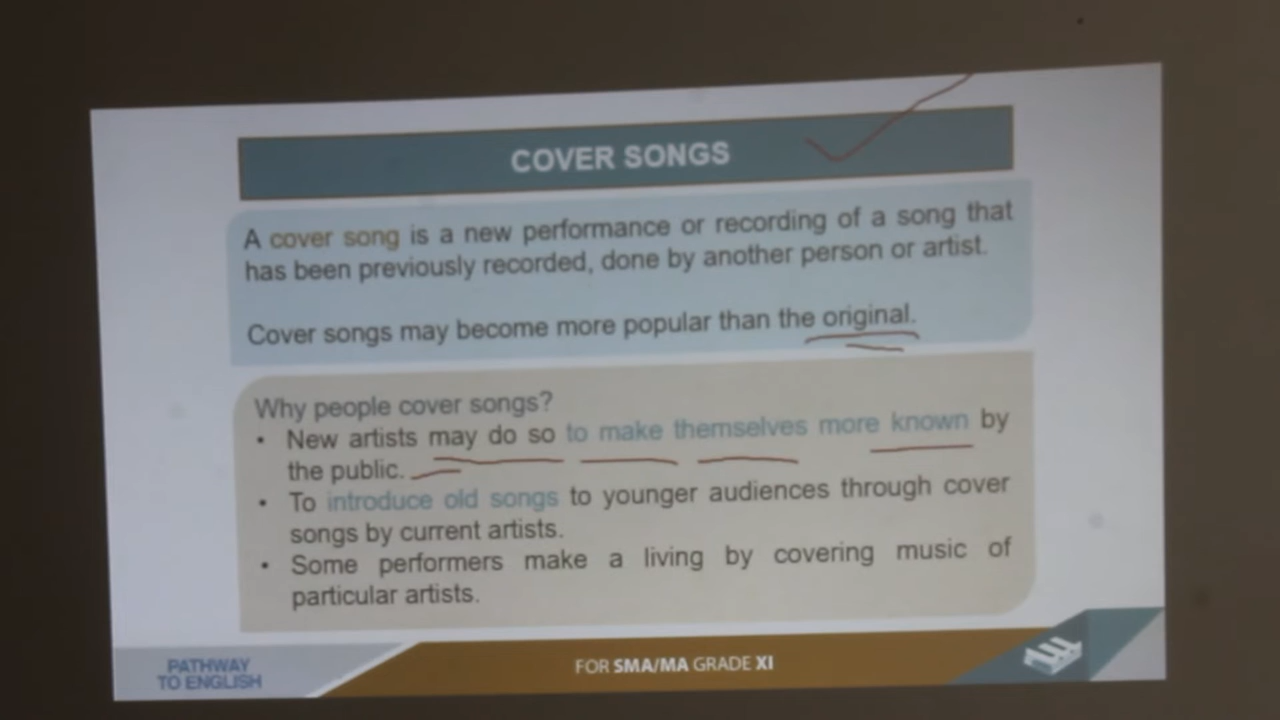 COVER SONGS
A cover song is a new performance or recording of a song that
has been previously recorded, done by another person or artist.
Cover songs may become more popular than the original.
Why people cover songs?
• New artists may do so to make themselves more known by
the public.
• To introduce old songs to younger audiences through cover
songs by current artists.
• Some performers make a living by covering music of
particular artists.
PATHWAY
TO ENGLISH
FOR SMA/MA GRADE XI